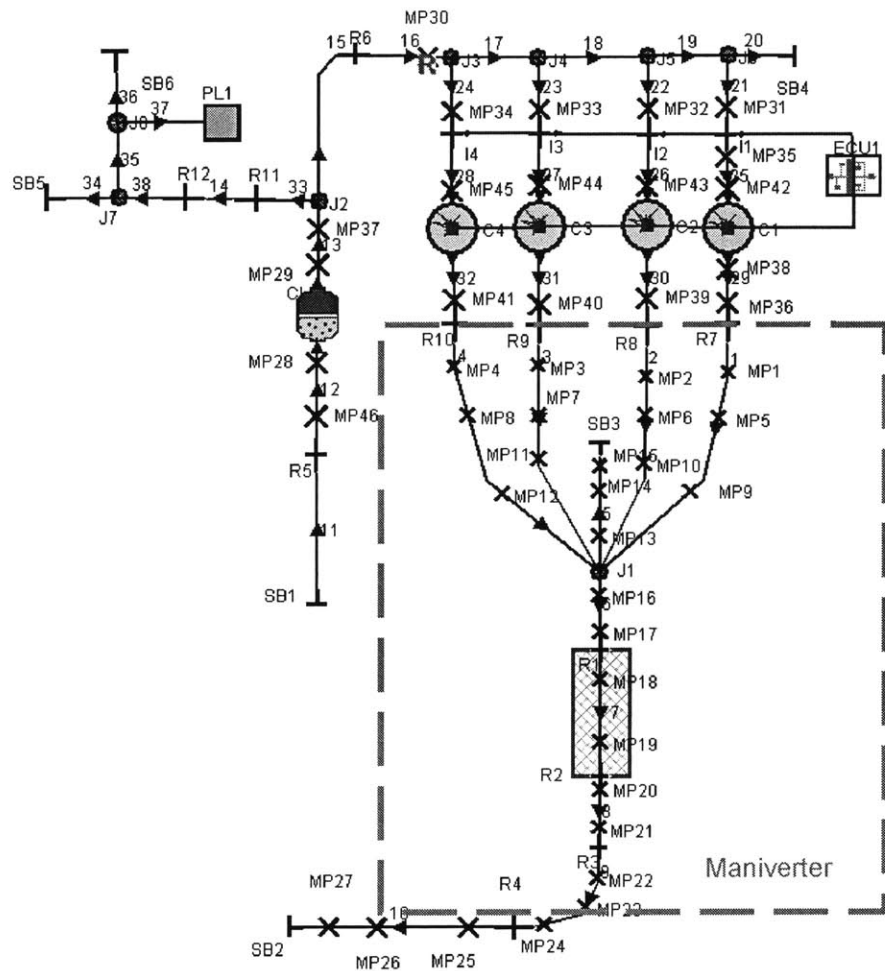 MP30
15 R6 16 R J3 17 J4 18 J5 19 20
SB4
SB6 PL1
36 37
24 MP34 23 MP33 22 MP32 21 MP31
35
I4 I3 I2 I1 MP35 ECU1
SB5 34 38 R12 14 R11 33 J2
J7
28 MP45 27 MP44 26 MP43 25 MP42
MP37
13
C4 C3 C2 C1
MP29
MP38
32 31 30 29
MP41 MP40 MP39 MP36
R10 R9 R8 R7
MP28
4 MP4 3 MP3 2 MP2 1 MP1
12
MP46
MP8 MP7 MP6 MP5
SB3
R5
MP11 MP15 MP10
MP12 MP14 MP9
5
11
MP13
J1
SB1
MP16
6
MP17
R1
MP18
7
MP19
R2
MP20
8
MP21
R3
9
MP22
Maniverter
MP27 R4
MP23
10
SB2 MP24
MP26 MP25